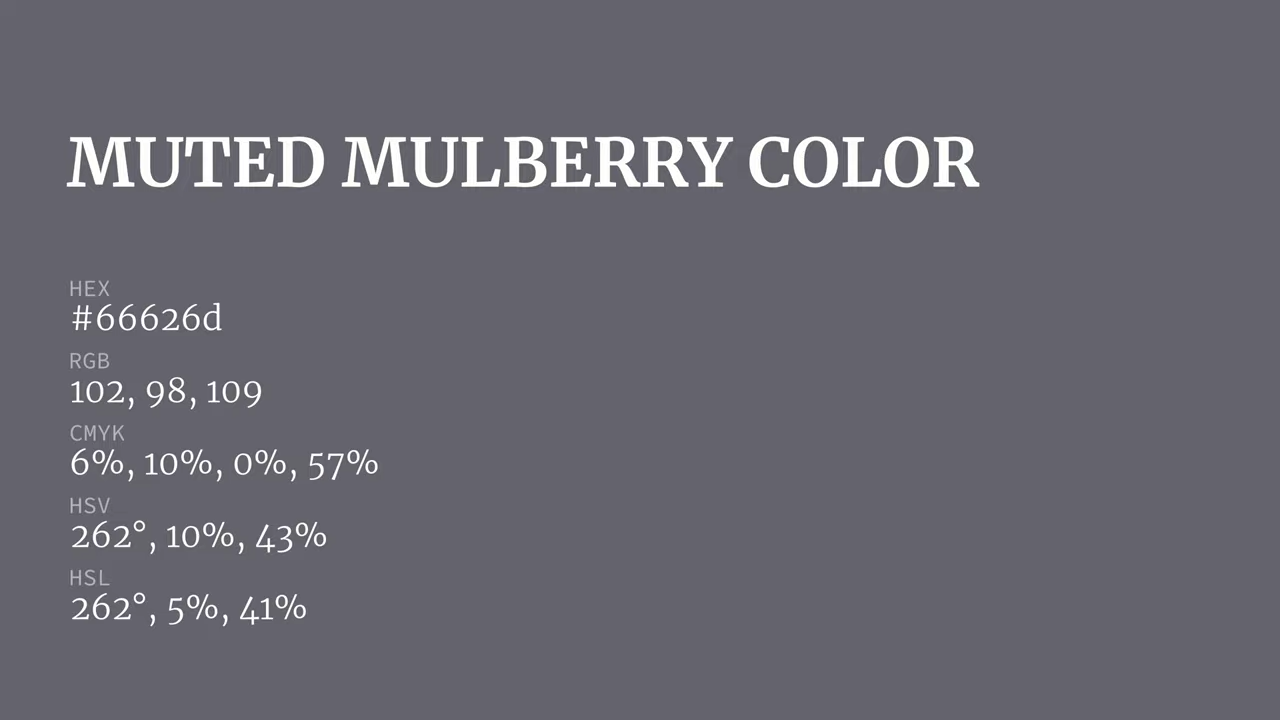 MUTED MULBERRY COLOR
HEX
#66626d
RGB
102, 98, 109
CMYK
6%, 10%, 0%, 57%
HSV
262°, 10%, 43%
HSL
262°, 5%, 41%